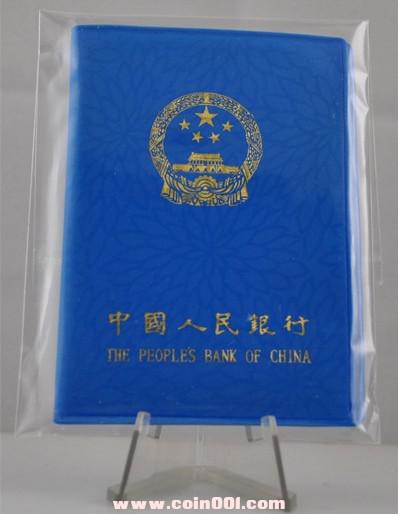 中國人民銀行
THE PEOPLE'S BANK OF CHINA
www.coin001.com